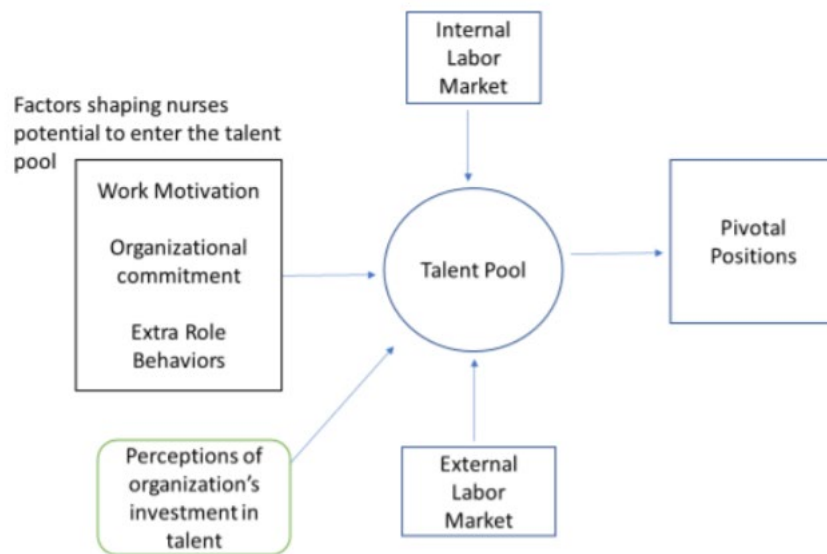 Internal
Labor
Market
Factors shaping nurses
potential to enter the talent
pool
Work Motivation
Organizational
commitment
Extra Role
Behaviors
Talent Pool
Pivotal
Positions
Perceptions of
organization's
investment in
talent
External
Labor
Market